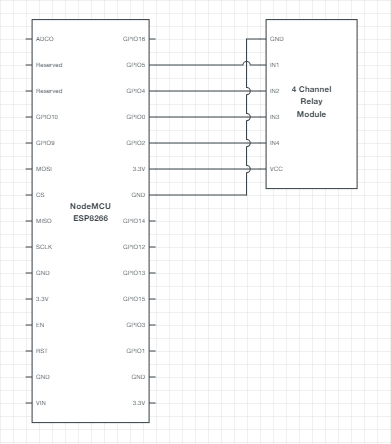 ADC0
GPIO16
GND
Reserved
GPIO5
IN1
Reserved
GPIO4
IN2
4 Channel
Relay
Module
GPIO10
GPIO0
IN3
GPIO9
GPIO2
IN4
MOSI
3.3V
VCC
CS
GND
NodeMCU
ESP8266
MISO
GPIO14
SCLK
GPIO12
GND
GPIO13
3.3V
GPIO15
EN
GPIO3
RST
GPIO1
GND
GND
VIN
3.3V